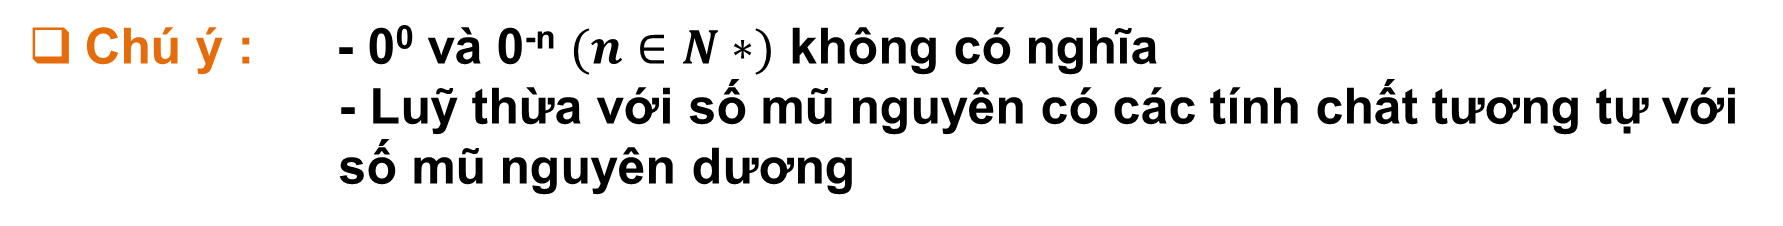 ❑ Chú ý : - 0⁰ và 0⁻ⁿ (n ∈ N *) không có nghĩa
- Luỹ thừa với số mũ nguyên có các tính chất tương tự với
số mũ nguyên dương